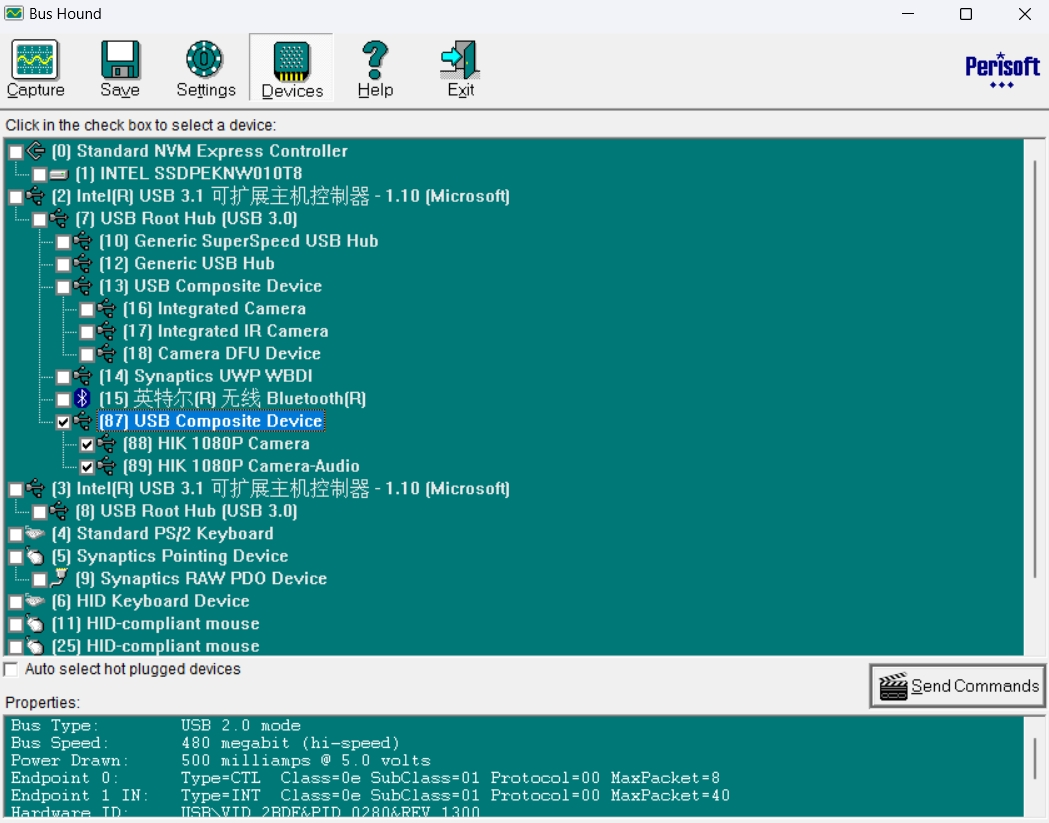 Bus Hound
Capture Save Settings Devices Help Exit
Perisoft
Click in the check box to select a device:
(0) Standard NVM Express Controller
(1) INTEL SSDPEKNW010T8
(2) Intel(R) USB 3.1 可扩展主机控制器 - 1.10 (Microsoft)
(7) USB Root Hub (USB 3.0)
(10) Generic SuperSpeed USB Hub
(12) Generic USB Hub
(13) USB Composite Device
(16) Integrated Camera
(17) Integrated IR Camera
(18) Camera DFU Device
(14) Synaptics UWP WBDI
(15) 英特尔(R) 无线 Bluetooth(R)
(87) USB Composite Device
(88) HIK 1080P Camera
(89) HIK 1080P Camera-Audio
(3) Intel(R) USB 3.1 可扩展主机控制器 - 1.10 (Microsoft)
(8) USB Root Hub (USB 3.0)
(4) Standard PS/2 Keyboard
(5) Synaptics Pointing Device
(9) Synaptics RAW PDO Device
(6) HID Keyboard Device
(11) HID-compliant mouse
(25) HID-compliant mouse
Auto select hot plugged devices
Send Commands
Properties:
Bus Type: USB 2.0 mode
Bus Speed: 480 megabit (hi-speed)
Power Drawn: 500 milliamps @ 5.0 volts
Endpoint 0: Type=CTL Class=0e SubClass=01 Protocol=00 MaxPacket=8
Endpoint 1 IN: Type=INT Class=0e SubClass=01 Protocol=00 MaxPacket=40
Hardware ID: USB\VID_2BDF&PID_0280&REV_1300